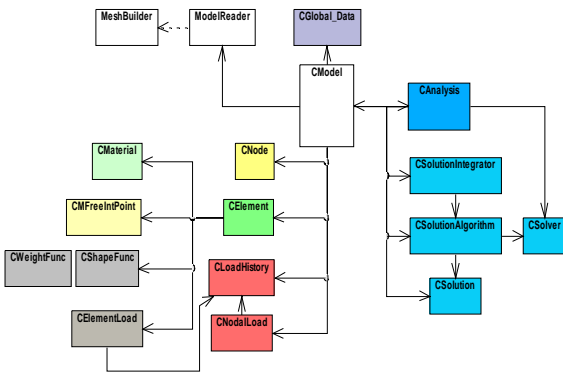 MeshBuilder
ModelReader
CGlobal_Data
CModel
CAnalysis
CMaterial
CNode
CSolutionIntegrator
CMFreeIntPoint
CElement
CSolutionAlgorithm
CSolver
CWeightFunc
CShapeFunc
CLoadHistory
CSolution
CElementLoad
CNodalLoad